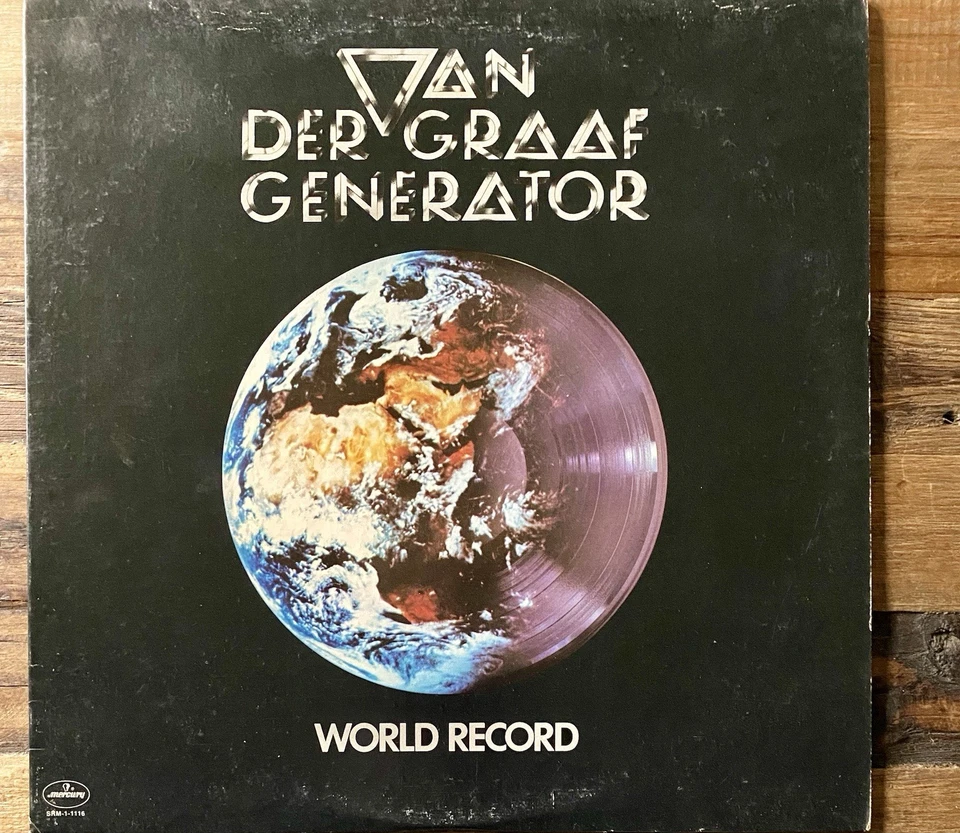 VAN
DER GRAAF
GENERATOR
WORLD RECORD
mercury
SRM-1-1116